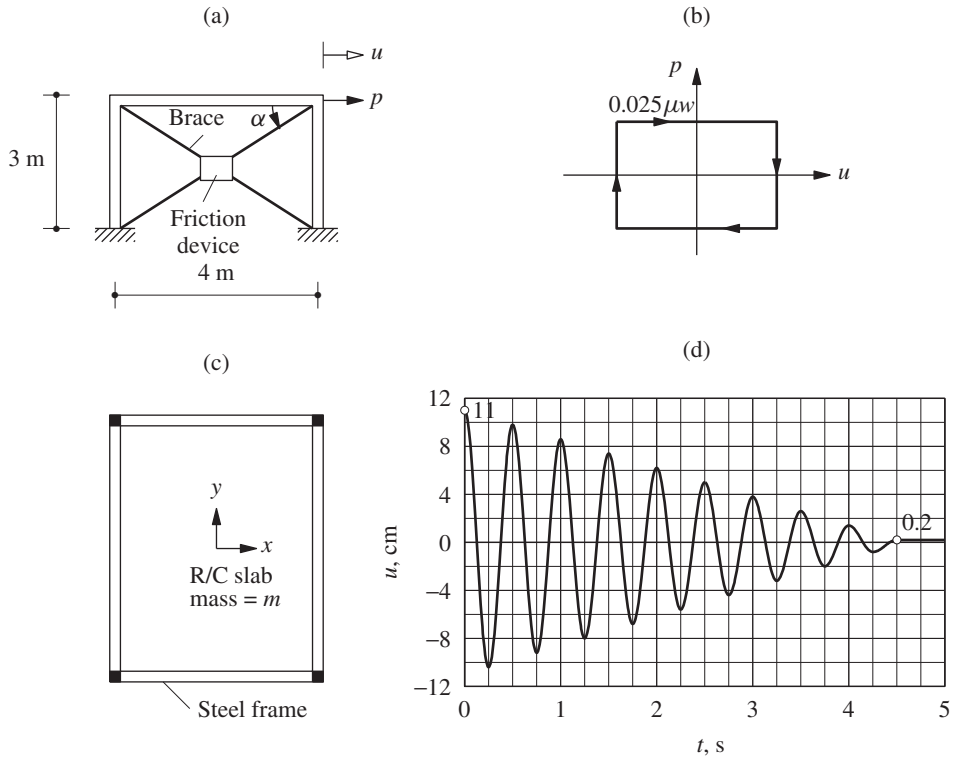 (a)
u
p
α
Brace
3 m
Friction
device
4 m
(b)
p
0.025μw
u
(c)
y
x
R/C slab
mass = m
Steel frame
(d)
12
11
8
4
0.2
0
−4
−8
−12
u, cm
0 1 2 3 4 5
t, s